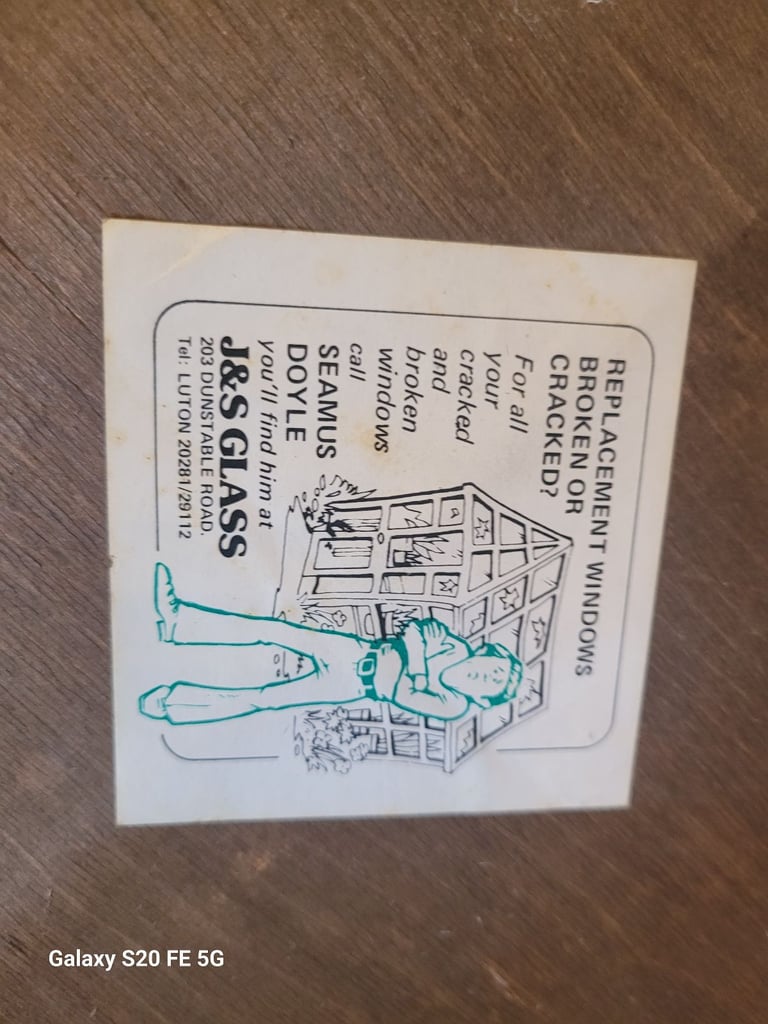 REPLACEMENT WINDOWS
BROKEN OR
CRACKED?
For all
your
cracked
and
broken
windows
call
SEAMUS
DOYLE
you'll find him at
J&S GLASS
203 DUNSTABLE ROAD.
Tel: LUTON 20281/29112
Galaxy S20 FE 5G